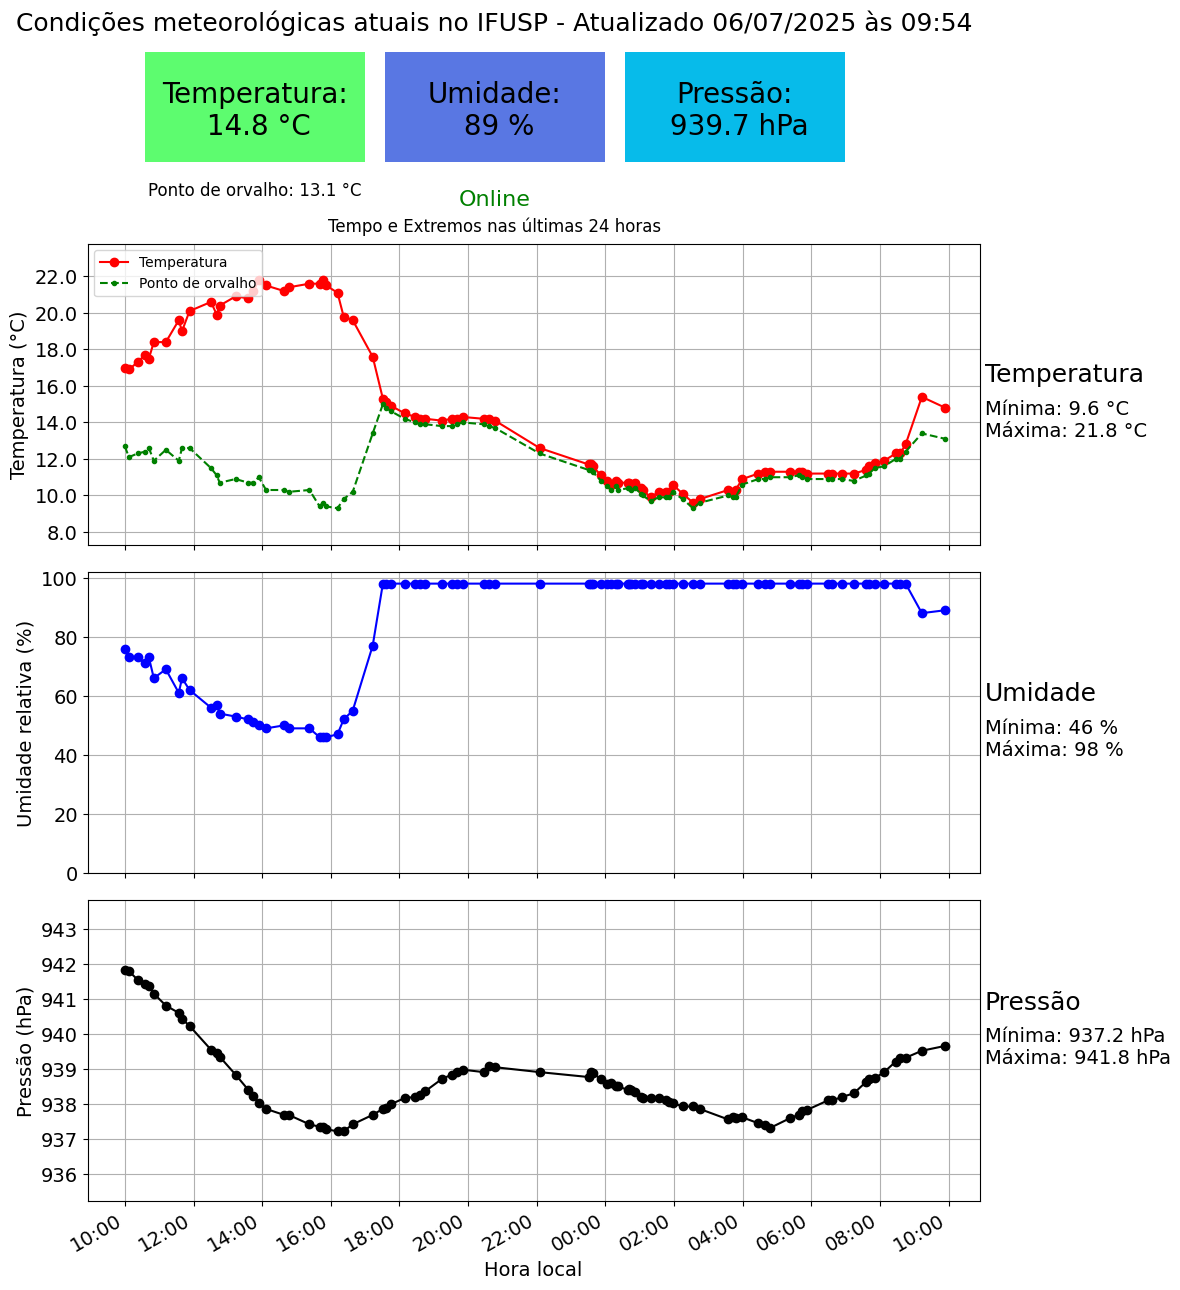 Condições meteorológicas atuais no IFUSP - Atualizado 06/07/2025 às 09:54
Temperatura:
14.8 °C
Umidade:
89 %
Pressão:
939.7 hPa
Ponto de orvalho: 13.1 °C
Online
Tempo e Extremos nas últimas 24 horas
Temperatura
Ponto de orvalho
Temperatura (°C)
22.0
20.0
18.0
16.0
14.0
12.0
10.0
8.0
Temperatura
Mínima: 9.6 °C
Máxima: 21.8 °C
Umidade relativa (%)
100
80
60
40
20
0
Umidade
Mínima: 46 %
Máxima: 98 %
Pressão (hPa)
943
942
941
940
939
938
937
936
Pressão
Mínima: 937.2 hPa
Máxima: 941.8 hPa
10:00
12:00
14:00
16:00
18:00
20:00
22:00
00:00
02:00
04:00
06:00
08:00
10:00
Hora local